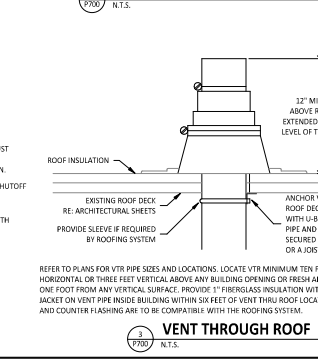 P700
N.T.S.
12" MI
ABOVE R
EXTENDED
LEVEL OF T
UST
N.
HUTOFF
TH
ROOF INSULATION
EXISTING ROOF DECK
RE: ARCHITECTURAL SHEETS
PROVIDE SLEEVE IF REQUIRED
BY ROOFING SYSTEM
ANCHOR V
ROOF DEC
WITH U-B
PIPE AND
SECURED
OR A JOIS
REFER TO PLANS FOR VTR PIPE SIZES AND LOCATIONS. LOCATE VTR MINIMUM TEN F
HORIZONTAL OR THREE FEET VERTICAL ABOVE ANY BUILDING OPENING OR FRESH A
ONE FOOT FROM ANY VERTICAL SURFACE. PROVIDE 1" FIBERGLASS INSULATION WIT
JACKET ON VENT PIPE INSIDE BUILDING WITHIN SIX FEET OF VENT THRU ROOF LOCA
AND COUNTER FLASHING ARE TO BE COMPATIBLE WITH THE ROOFING SYSTEM.
3
P700
VENT THROUGH ROOF
N.T.S.